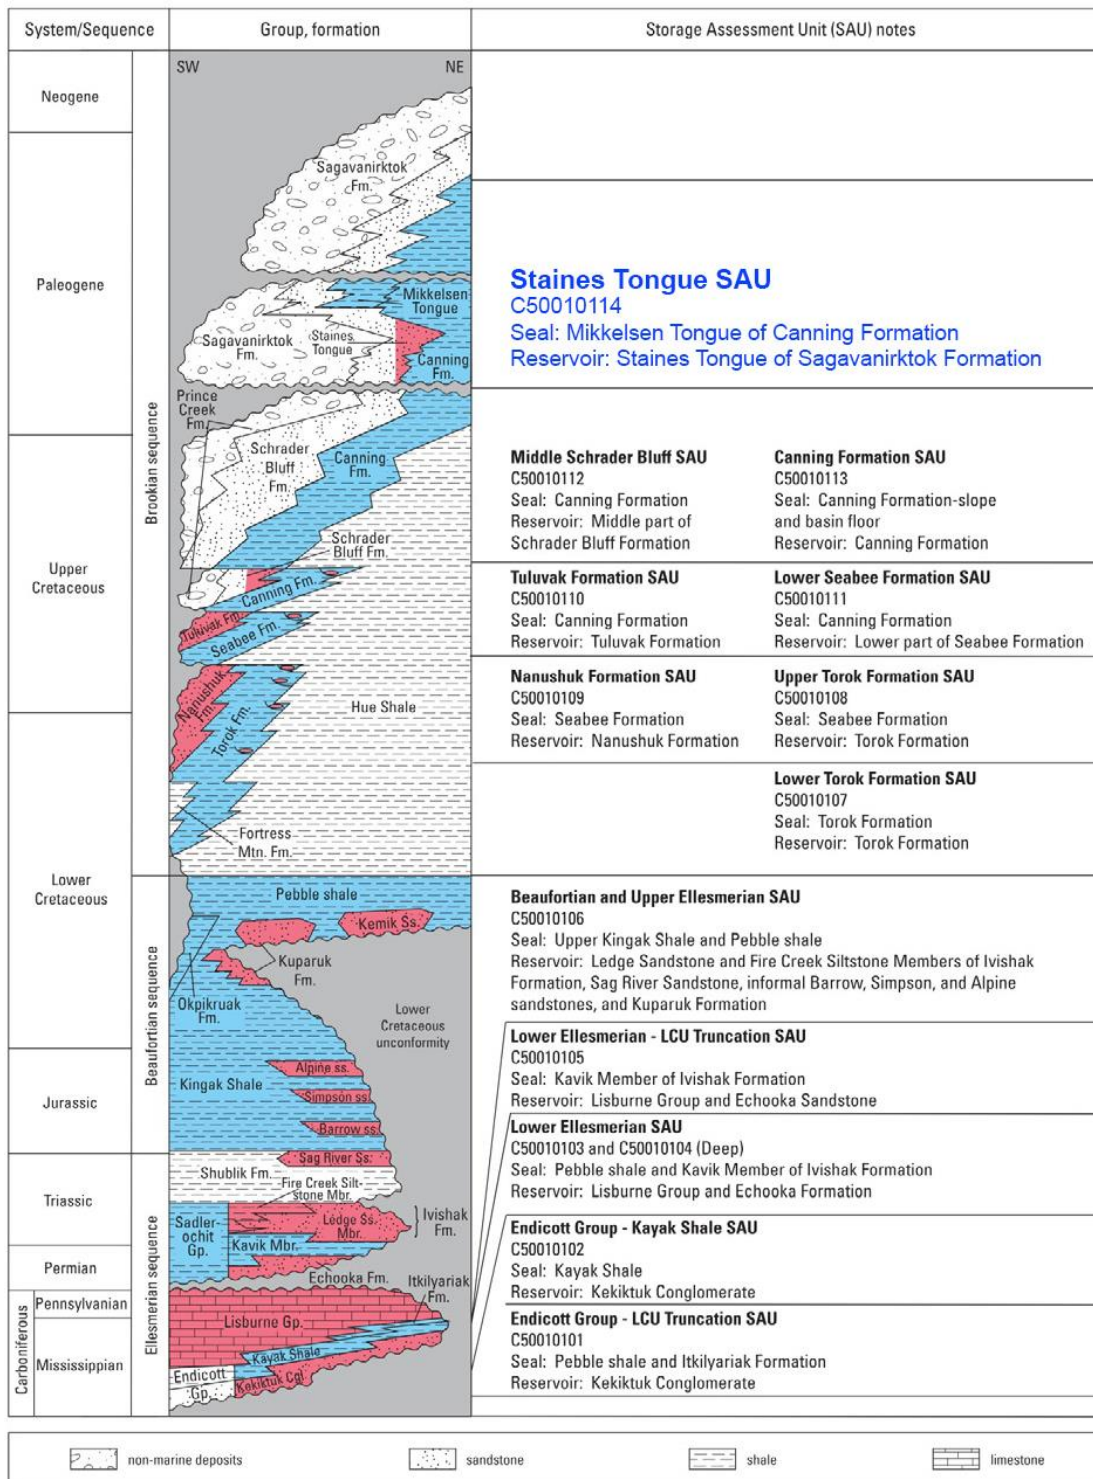 System/Sequence
Group, formation
Storage Assessment Unit (SAU) notes
SW
NE
Neogene
Paleogene
Upper
Cretaceous
Lower
Cretaceous
Jurassic
Triassic
Permian
Carboniferous
Pennsylvanian
Mississippian
Brookian sequence
Beaufortian sequence
Ellesmerian sequence
Sagavanirktok
Fm.
Mikkelsen
Tongue
Staines
Tongue
Sagavanirktok
Fm.
Canning
Fm.
Prince
Creek
Fm.
Schrader
Bluff
Fm.
Canning
Fm.
Schrader
Bluff Fm.
Canning Fm.
Tuluvak Fm.
Seabee Fm.
Nanushuk
Fm.
Torok Fm.
Hue Shale
Fortress
Mtn. Fm.
Pebble shale
Kemik Ss.
Kuparuk
Fm.
Okpikruak
Fm.
Lower
Cretaceous
unconformity
Kingak Shale
Alpine ss.
Simpson ss.
Barrow ss.
Sag River Ss.
Shublik Fm.
Fire Creek Silt-
stone Mbr.
Sadler-
ochit
Gp.
Ledge Ss.
Mbr.
Ivishak
Fm.
Kavik Mbr.
Echooka Fm.
Itkilyariak
Fm.
Lisburne Gp.
Kayak Shale
Endicott
Gp.
Kekiktuk Cgl.
Staines Tongue SAU
C50010114
Seal: Mikkelsen Tongue of Canning Formation
Reservoir: Staines Tongue of Sagavanirktok Formation
Middle Schrader Bluff SAU
C50010112
Seal: Canning Formation
Reservoir: Middle part of
Schrader Bluff Formation
Canning Formation SAU
C50010113
Seal: Canning Formation-slope
and basin floor
Reservoir: Canning Formation
Tuluvak Formation SAU
C50010110
Seal: Canning Formation
Reservoir: Tuluvak Formation
Lower Seabee Formation SAU
C50010111
Seal: Canning Formation
Reservoir: Lower part of Seabee Formation
Nanushuk Formation SAU
C50010109
Seal: Seabee Formation
Reservoir: Nanushuk Formation
Upper Torok Formation SAU
C50010108
Seal: Seabee Formation
Reservoir: Torok Formation
Lower Torok Formation SAU
C50010107
Seal: Torok Formation
Reservoir: Torok Formation
Beaufortian and Upper Ellesmerian SAU
C50010106
Seal: Upper Kingak Shale and Pebble shale
Reservoir: Ledge Sandstone and Fire Creek Siltstone Members of Ivishak
Formation, Sag River Sandstone, informal Barrow, Simpson, and Alpine
sandstones, and Kuparuk Formation
Lower Ellesmerian - LCU Truncation SAU
C50010105
Seal: Kavik Member of Ivishak Formation
Reservoir: Lisburne Group and Echooka Sandstone
Lower Ellesmerian SAU
C50010103 and C50010104 (Deep)
Seal: Pebble shale and Kavik Member of Ivishak Formation
Reservoir: Lisburne Group and Echooka Formation
Endicott Group - Kayak Shale SAU
C50010102
Seal: Kayak Shale
Reservoir: Kekiktuk Conglomerate
Endicott Group - LCU Truncation SAU
C50010101
Seal: Pebble shale and Itkilyariak Formation
Reservoir: Kekiktuk Conglomerate
non-marine deposits
sandstone
shale
limestone